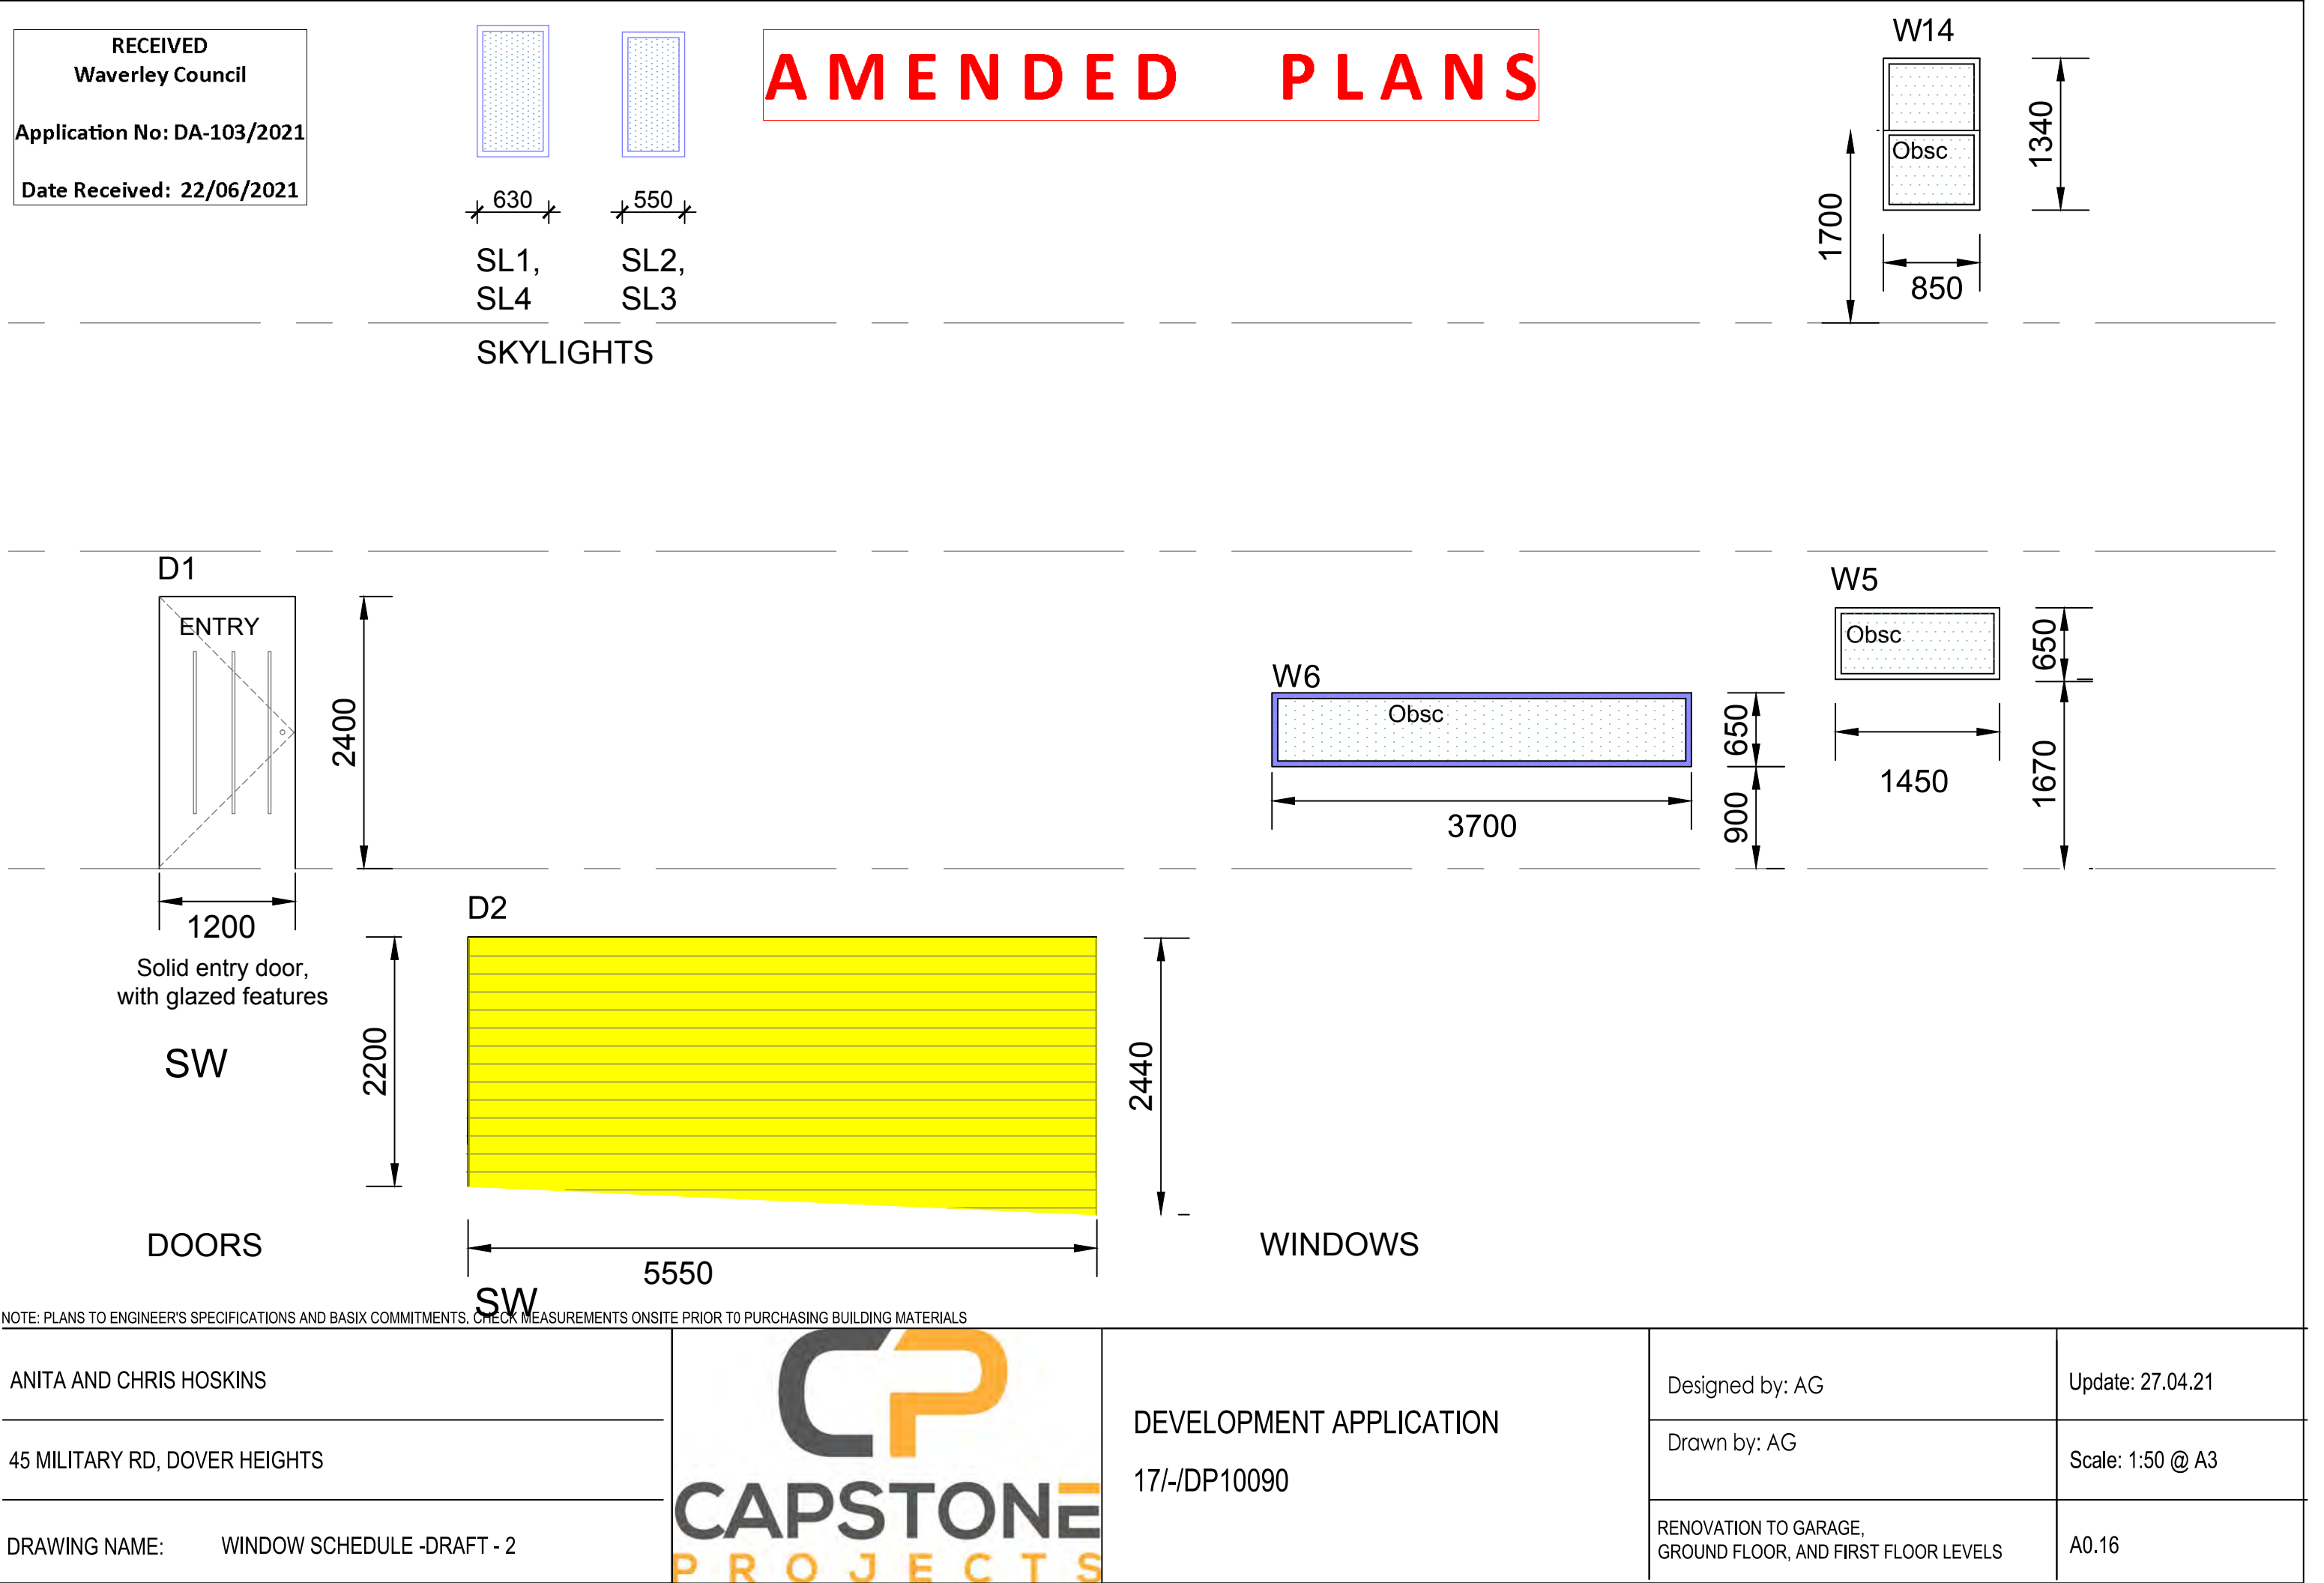 RECEIVED
Waverley Council
Application No: DA-103/2021
Date Received: 22/06/2021
630
SL1,
SL4
550
SL2,
SL3
SKYLIGHTS
AMENDED PLANS
W14
Obsc
1340
1700
850
D1
ENTRY
2400
1200
Solid entry door,
with glazed features
SW
DOORS
W6
Obsc
650
900
3700
W5
Obsc
650
1670
1450
D2
2200
2440
5550
SW
WINDOWS
NOTE: PLANS TO ENGINEER'S SPECIFICATIONS AND BASIX COMMITMENTS. CHECK MEASUREMENTS ONSITE PRIOR T0 PURCHASING BUILDING MATERIALS
ANITA AND CHRIS HOSKINS
45 MILITARY RD, DOVER HEIGHTS
DRAWING NAME: WINDOW SCHEDULE -DRAFT - 2
CP
CAPSTONE
PROJECTS
DEVELOPMENT APPLICATION
17/-/DP10090
Designed by: AG
Drawn by: AG
RENOVATION TO GARAGE,
GROUND FLOOR, AND FIRST FLOOR LEVELS
Update: 27.04.21
Scale: 1:50 @ A3
A0.16